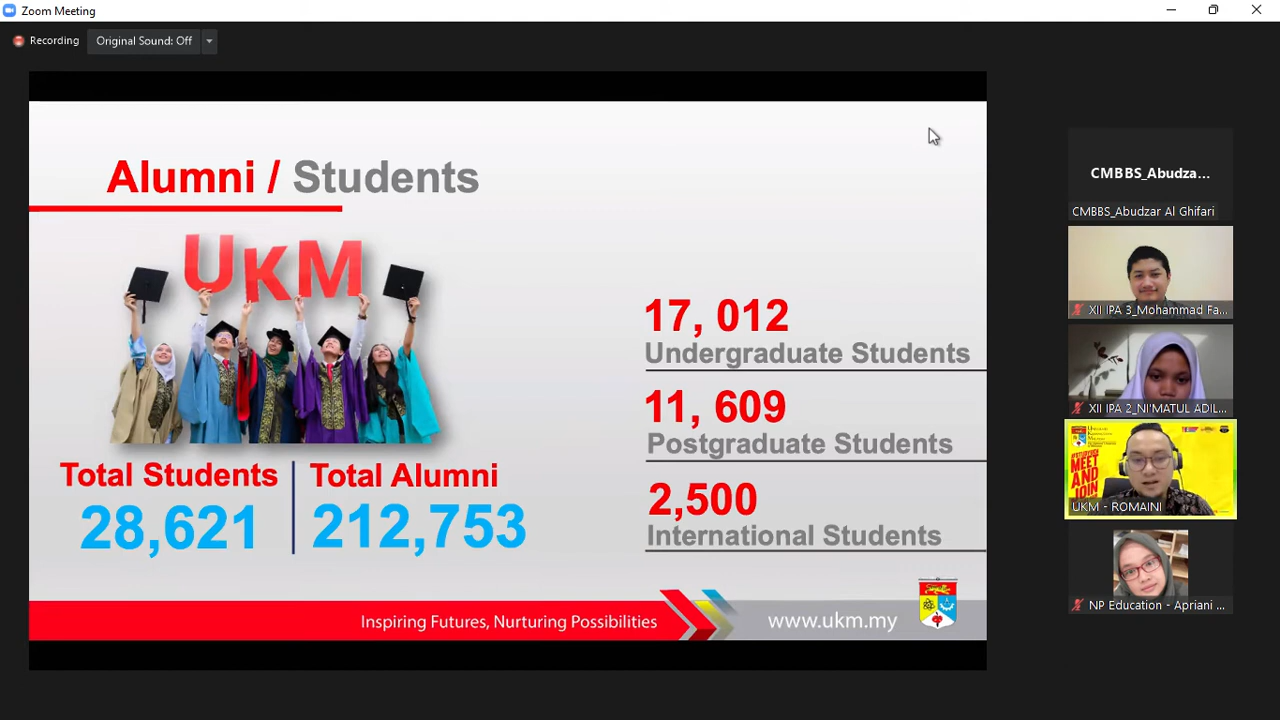 Zoom Meeting
Recording
Original Sound: Off
Alumni / Students
UKM
Total Students
28,621
Total Alumni
212,753
17, 012
Undergraduate Students
11, 609
Postgraduate Students
2,500
International Students
Inspiring Futures, Nurturing Possibilities
www.ukm.my
CMBBS_Abudza...
CMBBS_Abudzar Al Ghifari
XII IPA 3_Mohammad Fa...
XII IPA 2_NI'MATUL ADIL...
MEET
AND
JOIN
UKM - ROMAINI
NP Education - Apriani ...